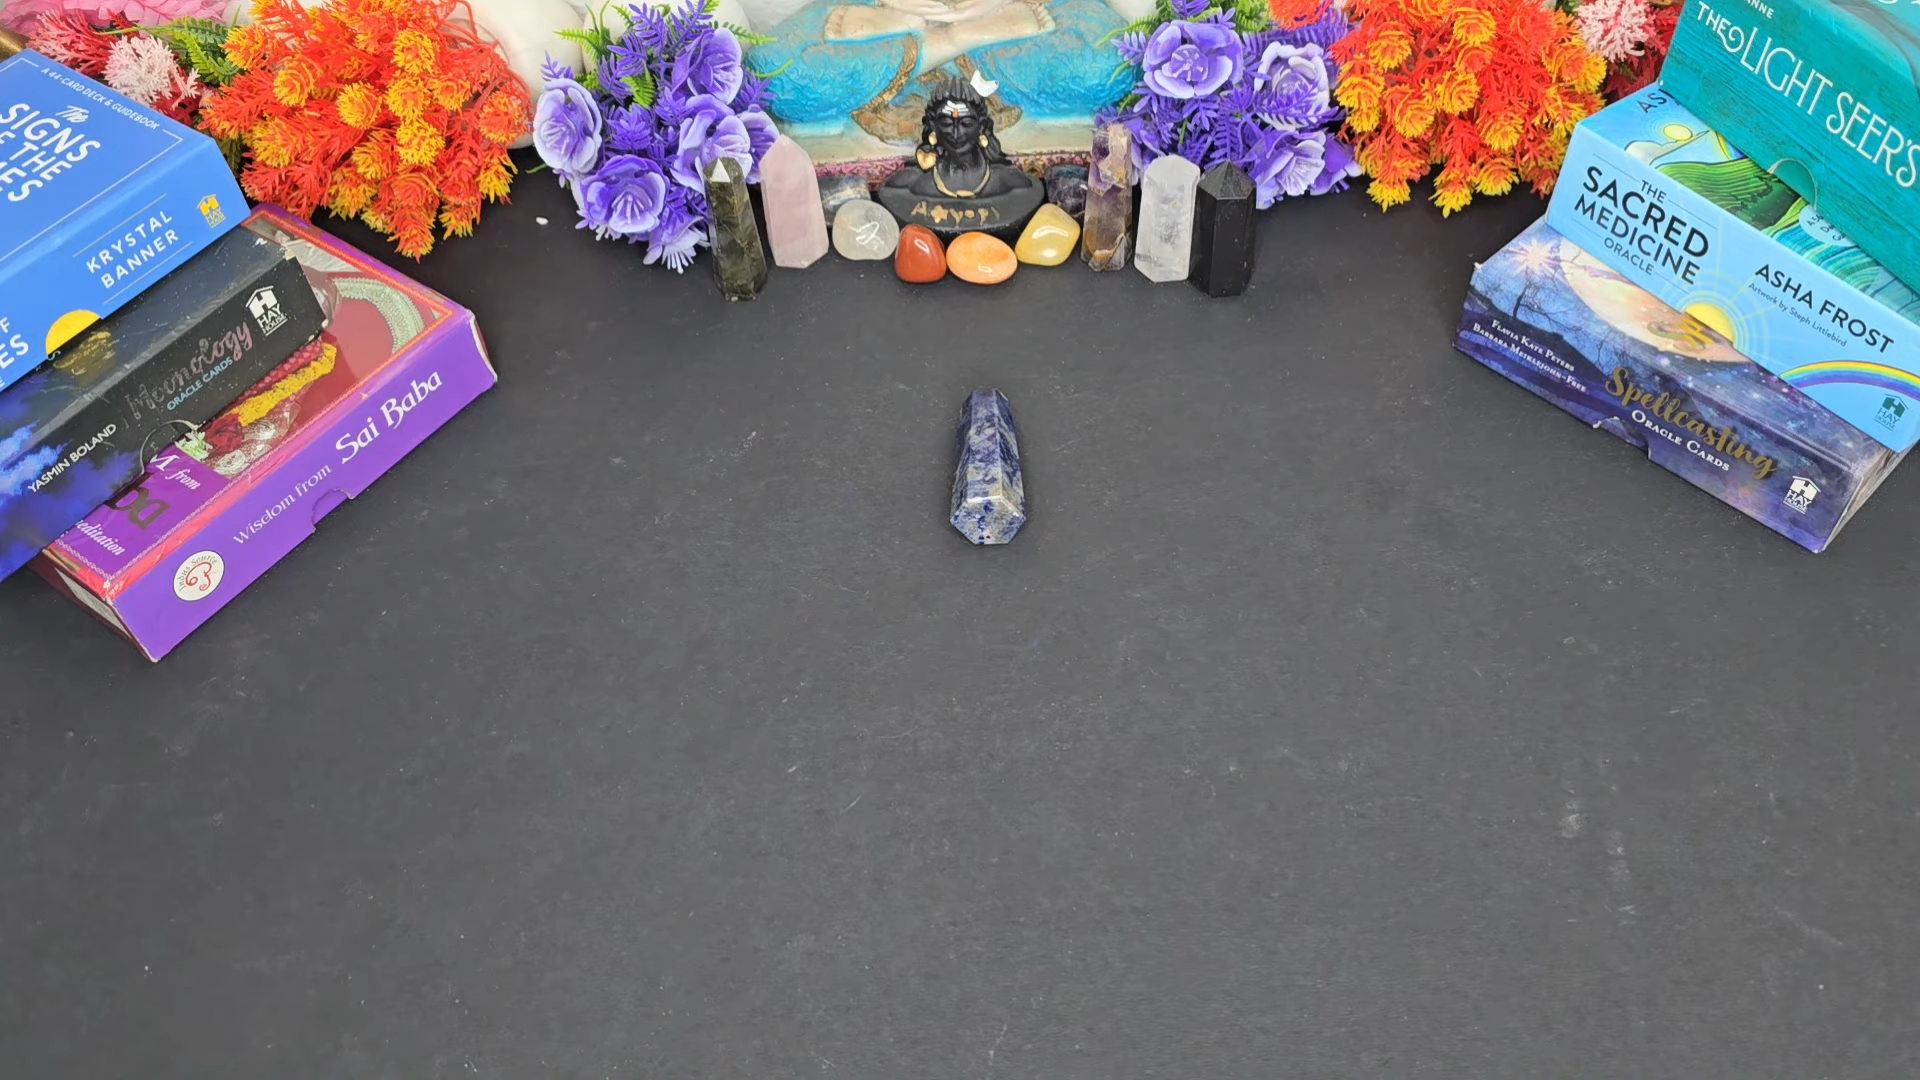 A 44-CARD DECK & GUIDEBOOK
The
SIGNS
THE
KRYSTAL
BANNER
Moonology
ORACLE CARDS
YASMIN BOLAND
HAY
HOUSE
from
Wisdom from Sai Baba
THE LIGHT SEER'S
THE
SACRED
MEDICINE
ORACLE
ASHA FROST
Artwork by Steph Littlebird
HAY
HOUSE
FLAVIA KATE PETERS
BARBARA MEIKLEJOHN-FREE
Spellcasting
ORACLE CARDS
HAY
HOUSE